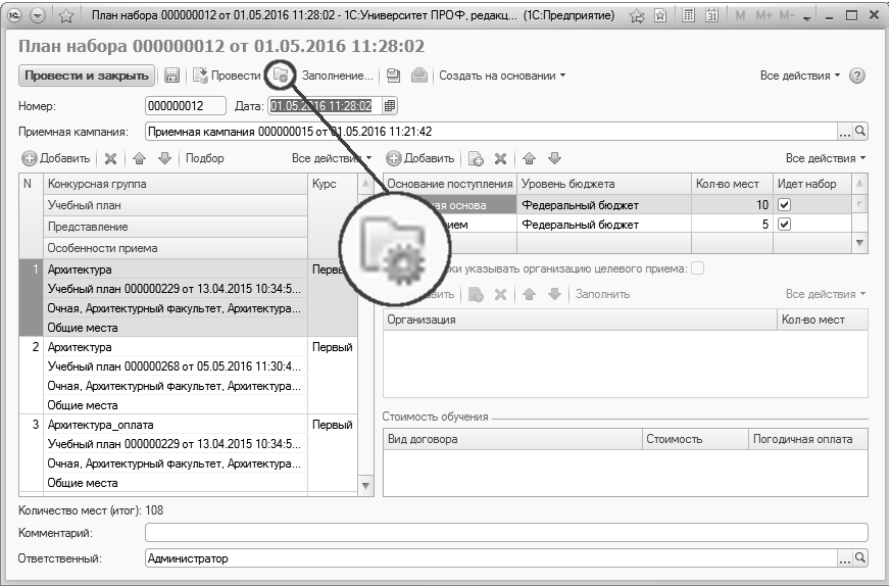 План набора 000000012 от 01.05.2016 11:28:02 - 1С:Университет ПРОФ, редакц... (1С:Предприятие)
M M+ M-
План набора 000000012 от 01.05.2016 11:28:02
Провести и закрыть Провести Заполнение... Создать на основании Все действия
Номер: 000000012 Дата: 01.05.2016 11:28:02
Приемная кампания: Приемная кампания 000000015 от 01.05.2016 11:21:42
Добавить Подбор Все действия Добавить Все действия
N Конкурсная группа Курс Основание поступления Уровень бюджета Кол-во мест Идет набор
Учебный план основа Федеральный бюджет 10
Представление Федеральный бюджет 5
Особенности приема
1 Архитектура указывать организацию целевого приема:
Учебный план 000000229 от 13.04.2015 10:34:5... Заполнить Все действия
Очная, Архитектурный факультет, Архитектура... Организация Кол-во мест
Общие места
2 Архитектура Первый
Учебный план 000000268 от 05.05.2016 11:30:4...
Очная, Архитектурный факультет, Архитектура...
Общие места
3 Архитектура_оплата Первый Стоимость обучения
Учебный план 000000229 от 13.04.2015 10:34:5... Вид договора Стоимость Погодичная оплата
Очная, Архитектурный факультет, Архитектура...
Общие места
Количество мест (итог): 108
Комментарий:
Ответственный: Администратор